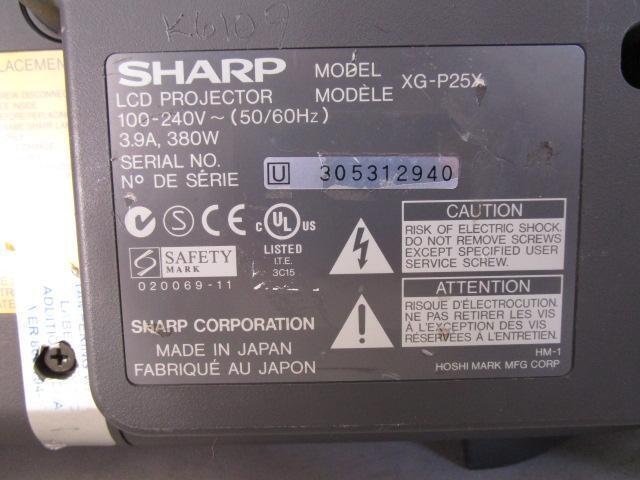 K6109
SHARP
LCD PROJECTOR
MODEL
MODÈLE
XG-P25X
100-240V ~ (50/60Hz)
3.9A, 380W
SERIAL NO.
Nº DE SÉRIE
U 305312940
N
S
CE
C UL US
LISTED
I.T.E.
3C15
S SAFETY
MARK
020069-11
CAUTION
RISK OF ELECTRIC SHOCK.
DO NOT REMOVE SCREWS
EXCEPT SPECIFIED USER
SERVICE SCREW.
ATTENTION
RISQUE D'ÉLECTROCUTION.
NE PAS RETIRER LES VIS
À L'EXCEPTION DES VIS
RÉSERVÉES À L'ENTRETIEN.
SHARP CORPORATION
MADE IN JAPAN
FABRIQUÉ AU JAPON
HM-1
HOSHI MARK MFG CORP